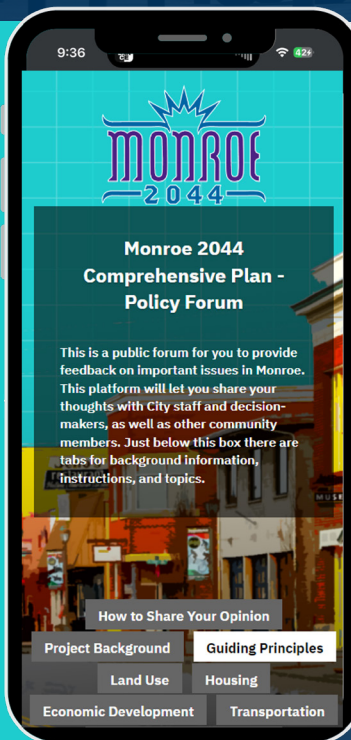 9:36
42
MONROE
2044
Monroe 2044
Comprehensive Plan -
Policy Forum
This is a public forum for you to provide
feedback on important issues in Monroe.
This platform will let you share your
thoughts with City staff and decision-
makers, as well as other community
members. Just below this box there are
tabs for background information,
instructions, and topics.
MUS
How to Share Your Opinion
Project Background Guiding Principles
Land Use Housing
Economic Development Transportation